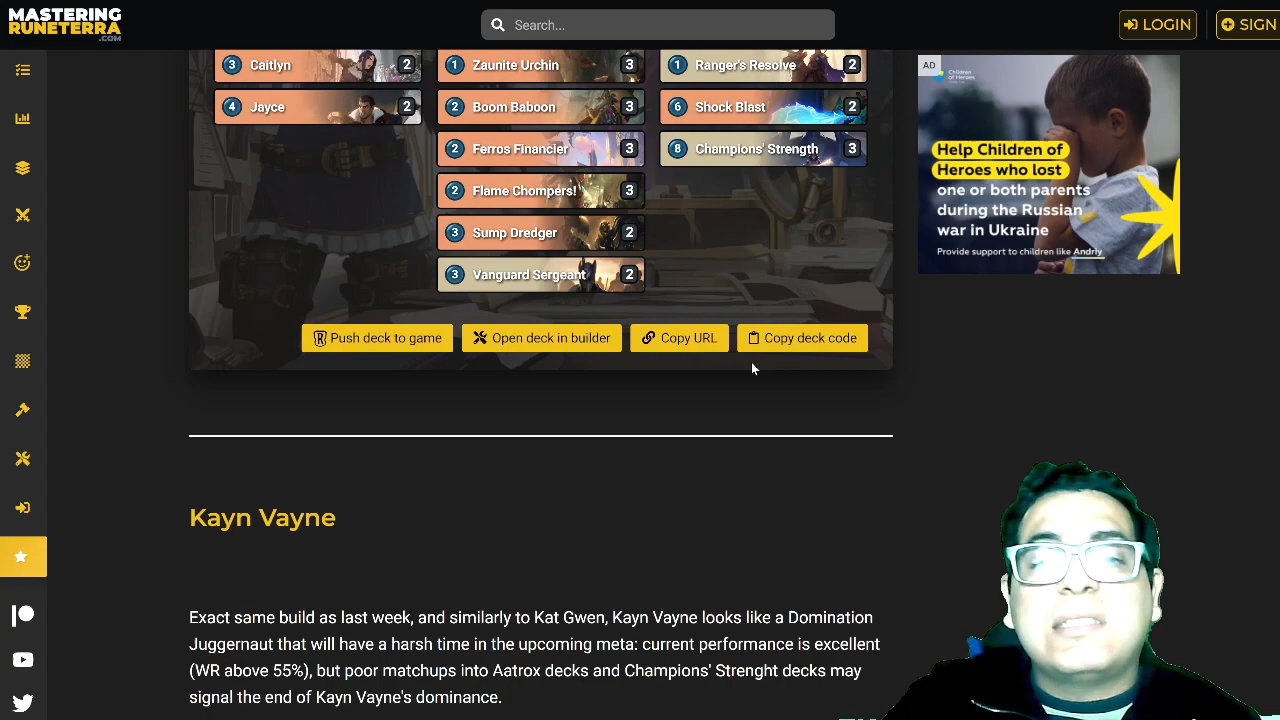 MASTERING
RUNETERRA
.COM
Search...
LOGIN
SIGN
3 Caitlyn 2
4 Jayce 2
1 Zaunite Urchin 3
2 Boom Baboon 3
2 Ferros Financier 3
2 Flame Chompers! 3
3 Sump Dredger 2
3 Vanguard Sergeant 2
1 Ranger's Resolve 2
6 Shock Blast 2
8 Champions' Strength 3
Push deck to game
Open deck in builder
Copy URL
Copy deck code
AD
Children
of Heroes
Help Children of
Heroes who lost
one or both parents
during the Russian
war in Ukraine
Provide support to children like Andriy
Kayn Vayne
Exact same build as last week, and similarly to Kat Gwen, Kayn Vayne looks like a Domination
Juggernaut that will have a harsh time in the upcoming meta: current performance is excellent
(WR above 55%), but poor matchups into Aatrox decks and Champions' Strenght decks may
signal the end of Kayn Vayne's dominance.